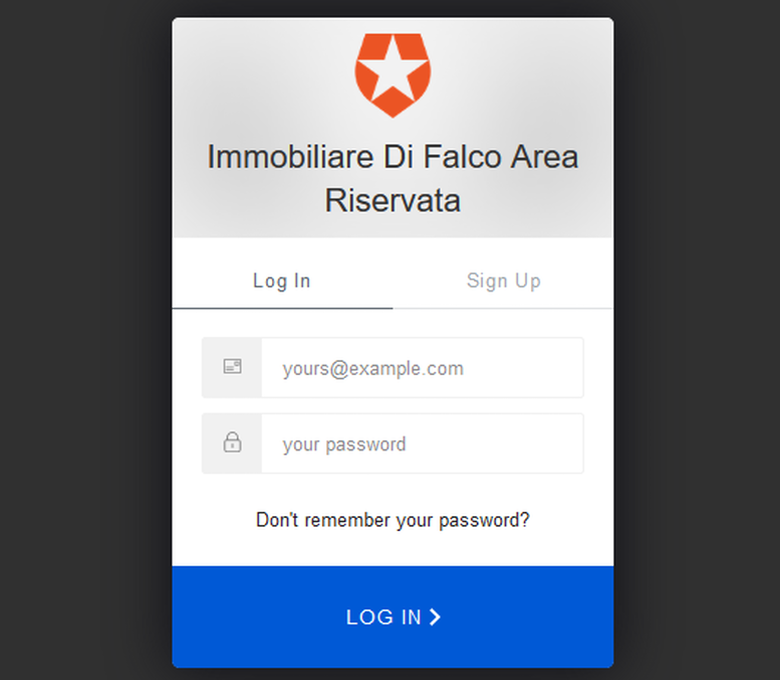 Immobiliare Di Falco Area
Riservata
Log In
Sign Up
yours@example.com
your password
Don't remember your password?
LOG IN